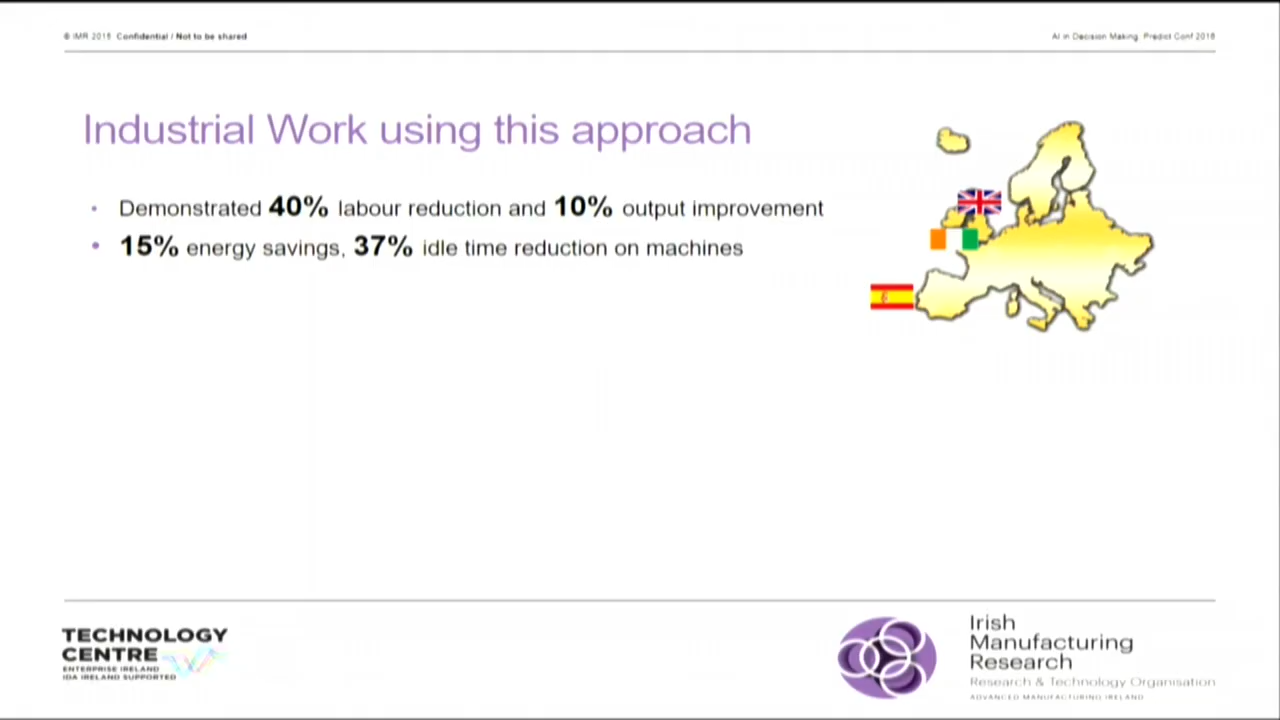 © IMR 2018 Confidential / Not to be shared
AI in Decision Making Predict Conf 2018
Industrial Work using this approach
• Demonstrated 40% labour reduction and 10% output improvement
• 15% energy savings, 37% idle time reduction on machines
TECHNOLOGY
CENTRE
ENTERPRISE IRELAND
IDA IRELAND SUPPORTED
Irish
Manufacturing
Research
Research & Technology Organisation
ADVANCED MANUFACTURING IRELAND